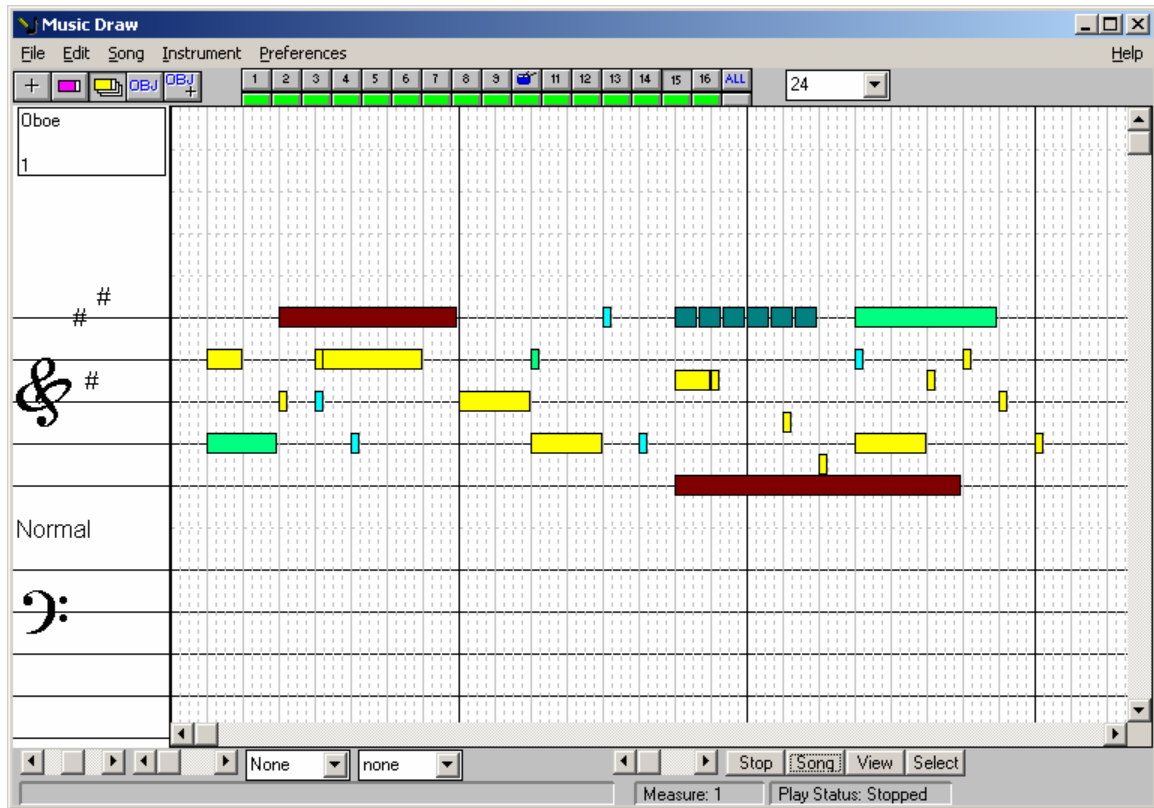 Music Draw
File Edit Song Instrument Preferences Help
+ OBJ OBJ + 1 2 3 4 5 6 7 8 9 11 12 13 14 15 16 ALL 24
Oboe
1
#
#
#
Normal
None none Stop Song View Select
Measure: 1 Play Status: Stopped